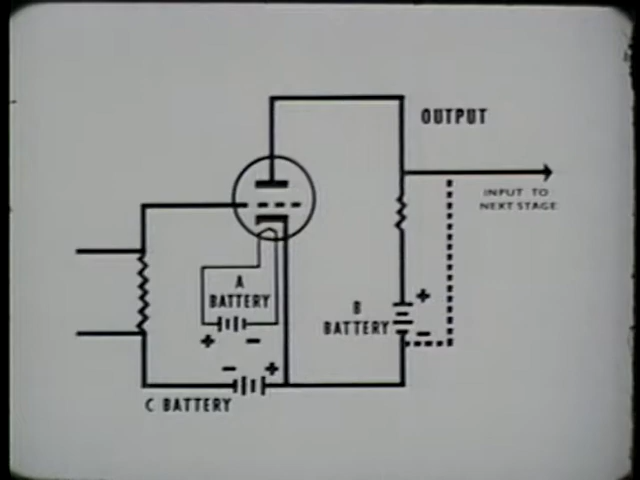 OUTPUT
INPUT TO
NEXT STAGE
A
BATTERY
+ -
B
BATTERY
+
-
- +
C BATTERY